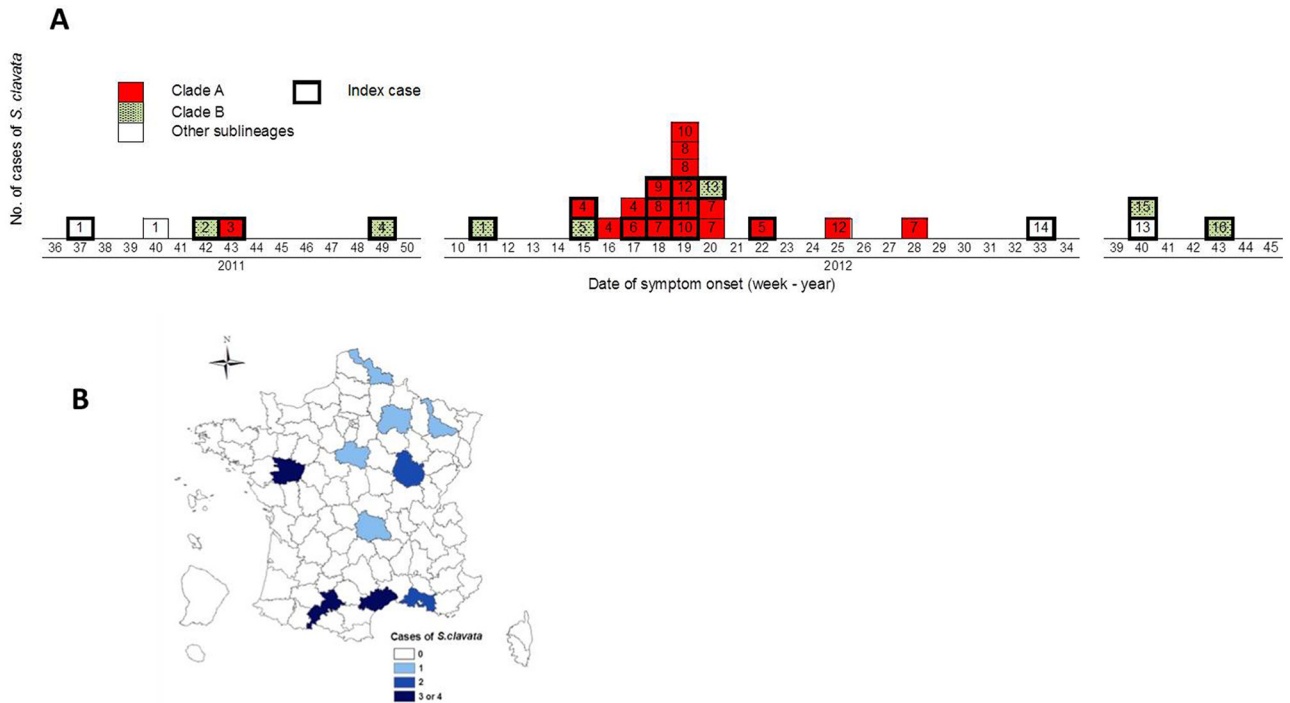 A
No. of cases of S. clavata
Clade A
Index case
Clade B
Other sublineages
10
8
8
9 12 13
4 4 8 11 7 15
1 1 2 3 4 1 5 4 6 7 10 7 5 12 7 14 13 16
36 37 38 39 40 41 42 43 44 45 46 47 48 49 50 10 11 12 13 14 15 16 17 18 19 20 21 22 23 24 25 26 27 28 29 30 31 32 33 34 39 40 41 42 43 44 45
2011 2012
Date of symptom onset (week - year)
N
B
Cases of S.clavata
0
1
2
3 or 4